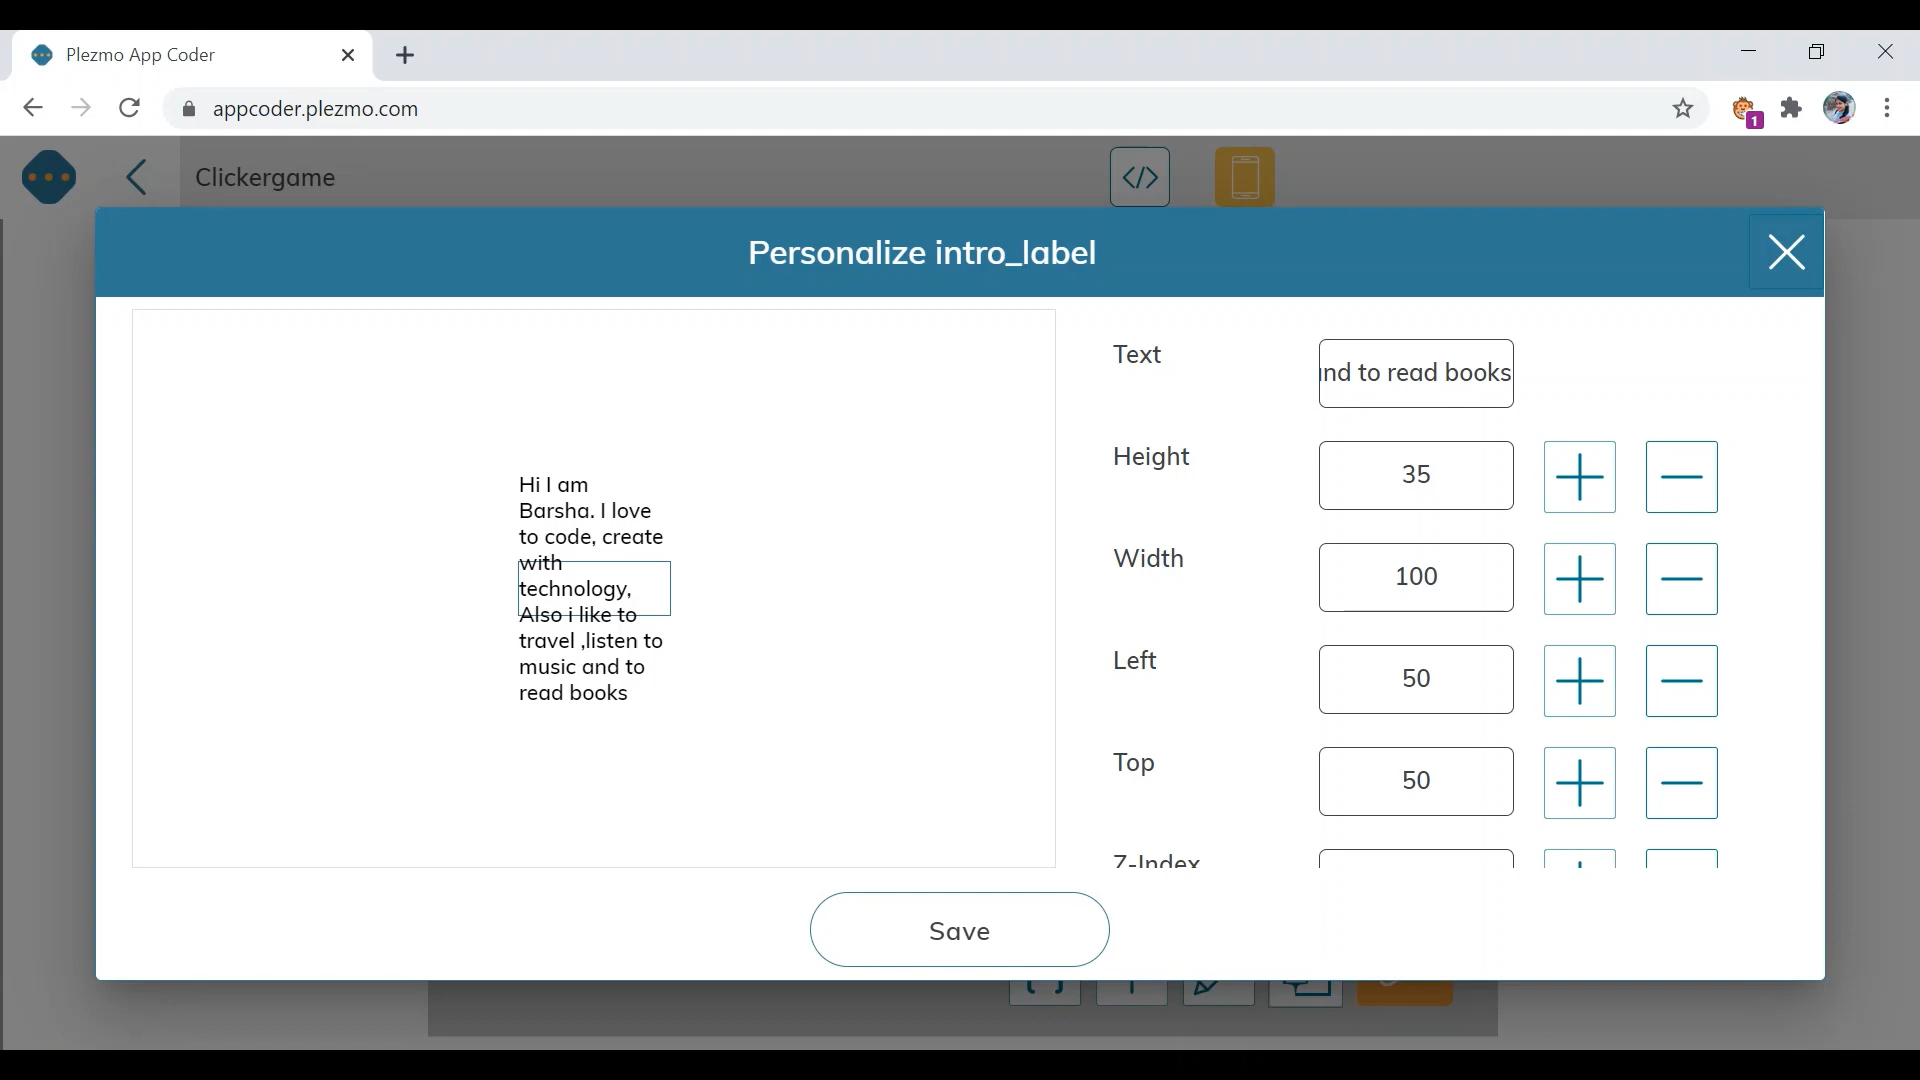 Plezmo App Coder
appcoder.plezmo.com
1
Clickergame
</>
Personalize intro_label
Text
nd to read books
Hi I am
Barsha. I love
to code, create
with
technology,
Also i like to
travel ,listen to
music and to
read books
Height
35
Width
100
Left
50
Top
50
Z-Index
Save